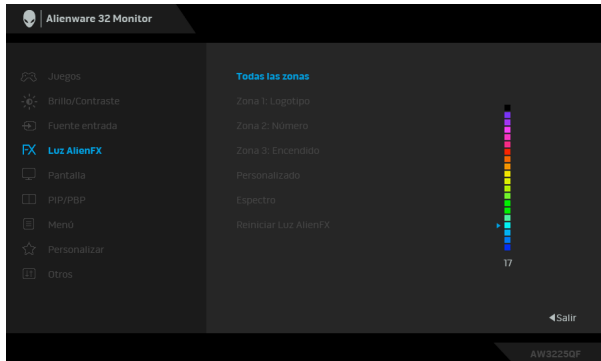 Alienware 32 Monitor
Juegos
Brillo/Contraste
Fuente entrada
FX Luz AlienFX
Pantalla
PIP/PBP
Menú
Personalizar
Otros
Todas las zonas
Zona 1: Logotipo
Zona 2: Número
Zona 3: Encendido
Personalizado
Espectro
Reiniciar Luz AlienFX
17
Salir
AW3225QF